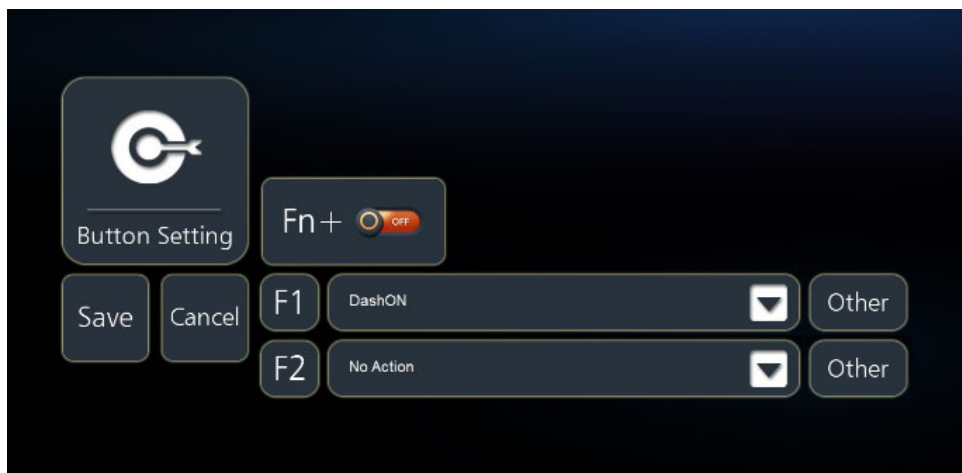 Button Setting
Fn+ OFF
Save
Cancel
F1 DashON Other
F2 No Action Other